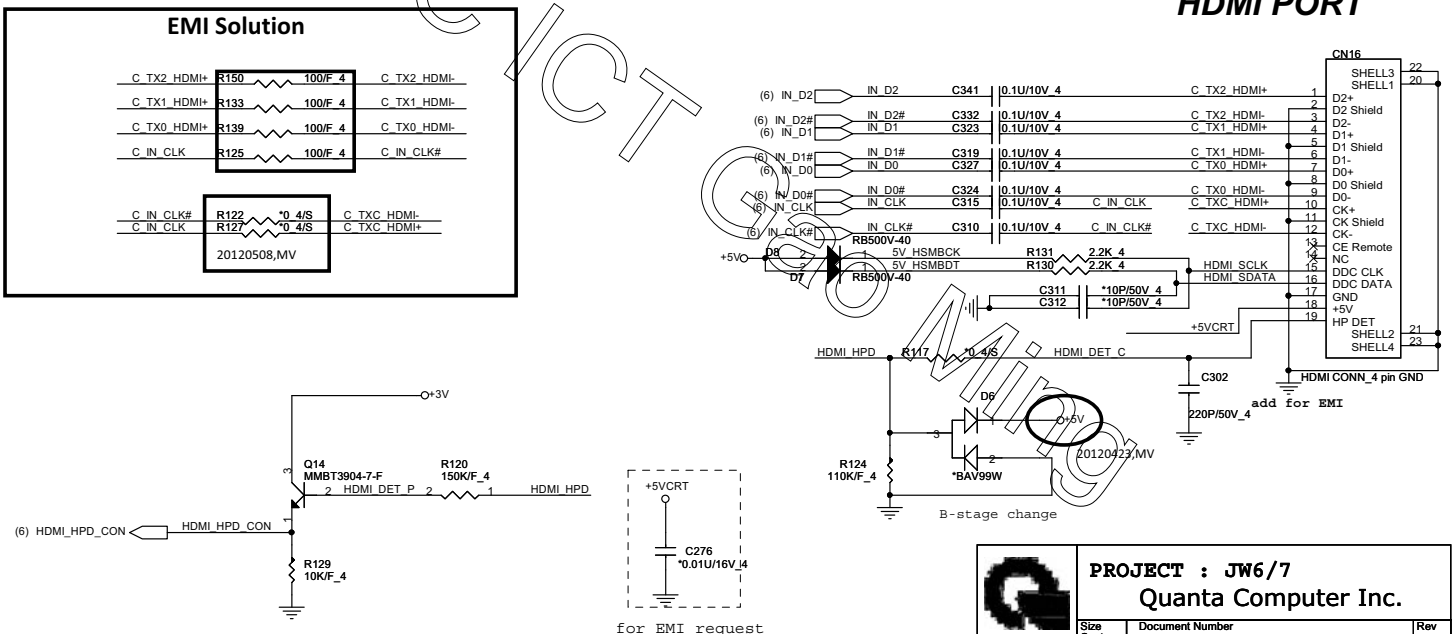 HDMI PORT
EMI Solution
C_TX2_HDMI+ R150 100/F_4 C_TX2_HDMI-
C_TX1_HDMI+ R133 100/F_4 C_TX1_HDMI-
C_TX0_HDMI+ R139 100/F_4 C_TX0_HDMI-
C_IN_CLK R125 100/F_4 C_IN_CLK#
C_IN_CLK# R122 *0_4/S C_TXC_HDMI-
C_IN_CLK R127 *0_4/S C_TXC_HDMI+
20120508,MV
C ICT Gao Ming.
CN16
SHELL3 22
SHELL1 20
(6) IN_D2 IN_D2 C341 0.1U/10V_4 C_TX2_HDMI+ 1 D2+
2 D2 Shield
(6) IN_D2# IN_D2# C332 0.1U/10V_4 C_TX2_HDMI- 3 D2-
(6) IN_D1 IN_D1 C323 0.1U/10V_4 C_TX1_HDMI+ 4 D1+
5 D1 Shield
(6) IN_D1# IN_D1# C319 0.1U/10V_4 C_TX1_HDMI- 6 D1-
(6) IN_D0 IN_D0 C327 0.1U/10V_4 C_TX0_HDMI+ 7 D0+
8 D0 Shield
(6) IN_D0# IN_D0# C324 0.1U/10V_4 C_TX0_HDMI- 9 D0-
(6) IN_CLK IN_CLK C315 0.1U/10V_4 C_IN_CLK C_TXC_HDMI+ 10 CK+
11 CK Shield
(6) IN_CLK# IN_CLK# C310 0.1U/10V_4 C_IN_CLK# C_TXC_HDMI- 12 CK-
13 CE Remote
14 NC
RB500V-40
+5V D8 2 1 5V_HSMBCK R131 2.2K_4 HDMI_SCLK 15 DDC CLK
D7 2 1 5V_HSMBDT R130 2.2K_4 HDMI_SDATA 16 DDC DATA
RB500V-40
C311 *10P/50V_4
C312 *10P/50V_4
17 GND
18 +5V
+5VCRT
19 HP DET
SHELL2 21
SHELL4 23
HDMI CONN_4 pin GND
add for EMI
HDMI_HPD R117 *0_4/S HDMI_DET_C
C302
220P/50V_4
D6
1 +5V
3
2
20120423,MV
*BAV99W
R124
110K/F_4
B-stage change
+3V
3
Q14
MMBT3904-7-F
2 HDMI_DET_P 2 R120 1 HDMI_HPD
150K/F_4
1
(6) HDMI_HPD_CON HDMI_HPD_CON
R129
10K/F_4
+5VCRT
C276
*0.01U/16V_4
for EMI request
PROJECT : JW6/7
Quanta Computer Inc.
Size Document Number Rev